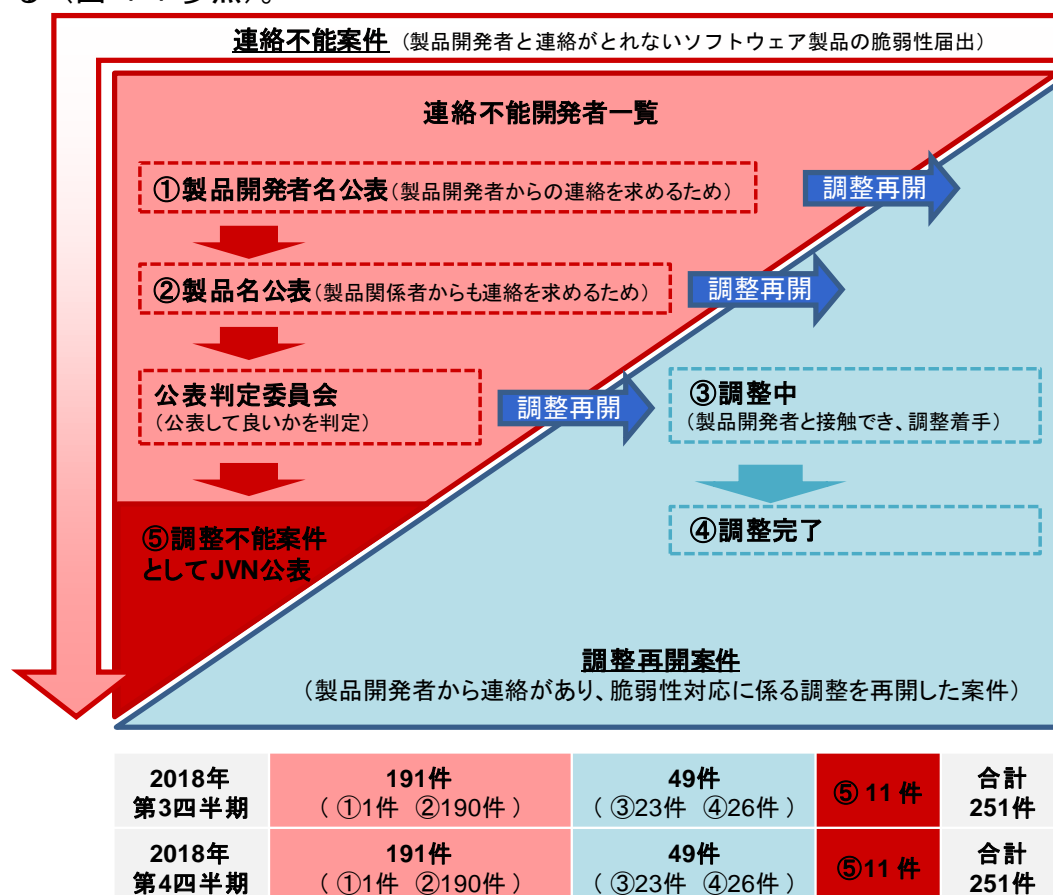 連絡不能案件（製品開発者と連絡がとれないソフトウェア製品の脆弱性届出）
連絡不能開発者一覧
①製品開発者名公表（製品開発者からの連絡を求めるため）
調整再開
②製品名公表（製品関係者からも連絡を求めるため）
調整再開
公表判定委員会
（公表して良いかを判定）
調整再開
③調整中
（製品開発者と接触でき、調整着手）
④調整完了
⑤調整不能案件
としてJVN公表
調整再開案件
（製品開発者から連絡があり、脆弱性対応に係る調整を再開した案件）
2018年
第3四半期
191件
（ ①1件 ②190件 ）
49件
（ ③23件 ④26件 ）
⑤ 11 件
合計
251件
2018年
第4四半期
191件
（ ①1件 ②190件 ）
49件
（ ③23件 ④26件 ）
⑤11 件
合計
251件